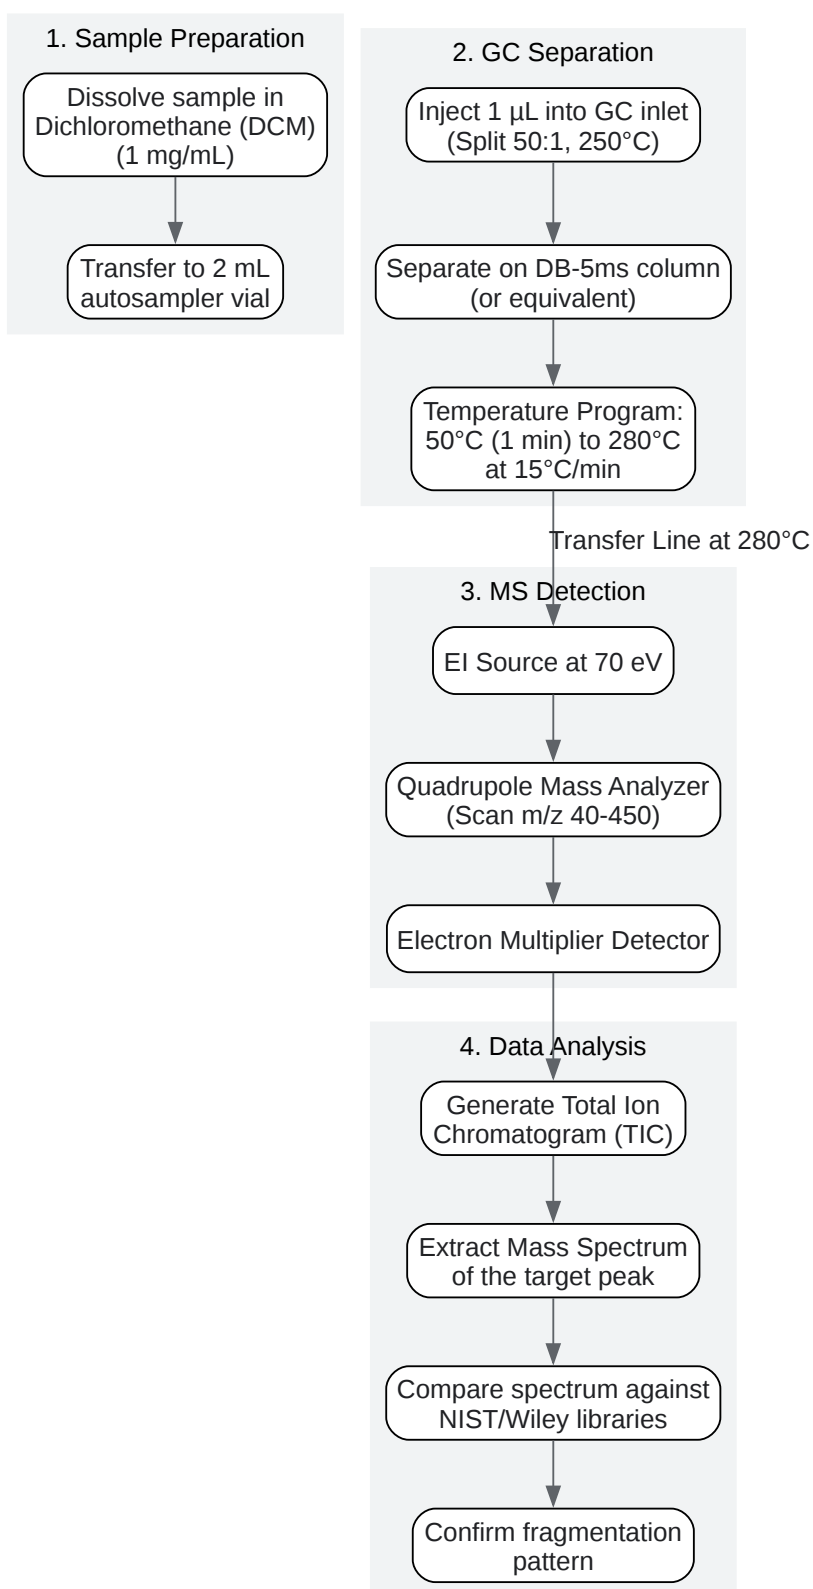 1. Sample Preparation
Dissolve sample in
Dichloromethane (DCM)
(1 mg/mL)
Transfer to 2 mL
autosampler vial
2. GC Separation
Inject 1 µL into GC inlet
(Split 50:1, 250°C)
Separate on DB-5ms column
(or equivalent)
Temperature Program:
50°C (1 min) to 280°C
at 15°C/min
Transfer Line at 280°C
3. MS Detection
EI Source at 70 eV
Quadrupole Mass Analyzer
(Scan m/z 40-450)
Electron Multiplier Detector
4. Data Analysis
Generate Total Ion
Chromatogram (TIC)
Extract Mass Spectrum
of the target peak
Compare spectrum against
NIST/Wiley libraries
Confirm fragmentation
pattern